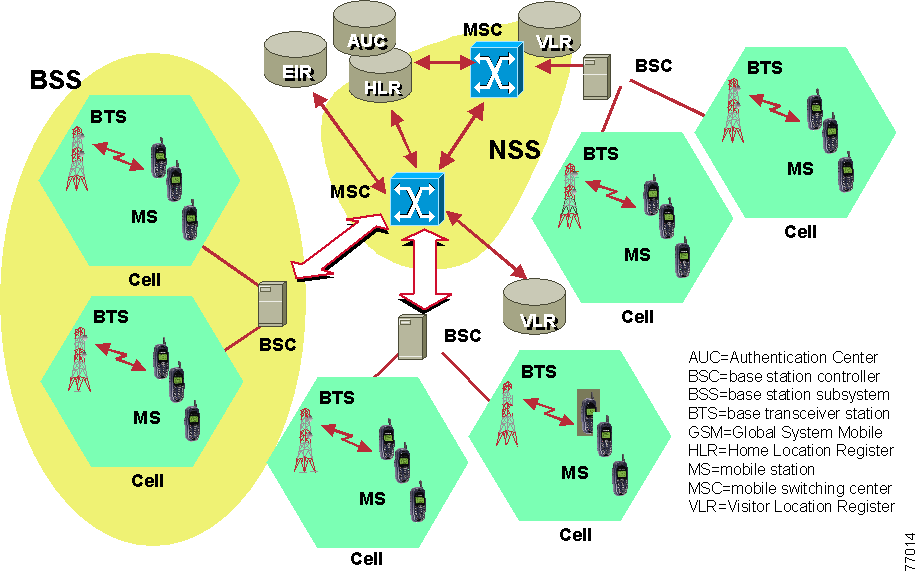 BSS
BTS
MS
Cell
BTS
MS
Cell
BSC
EIR
AUC
HLR
MSC
VLR
NSS
MSC
VLR
BSC
BTS
MS
Cell
BTS
MS
Cell
BSC
BTS
MS
Cell
BTS
MS
Cell
AUC=Authentication Center
BSC=base station controller
BSS=base station subsystem
BTS=base transceiver station
GSM=Global System Mobile
HLR=Home Location Register
MS=mobile station
MSC=mobile switching center
VLR=Visitor Location Register
77014